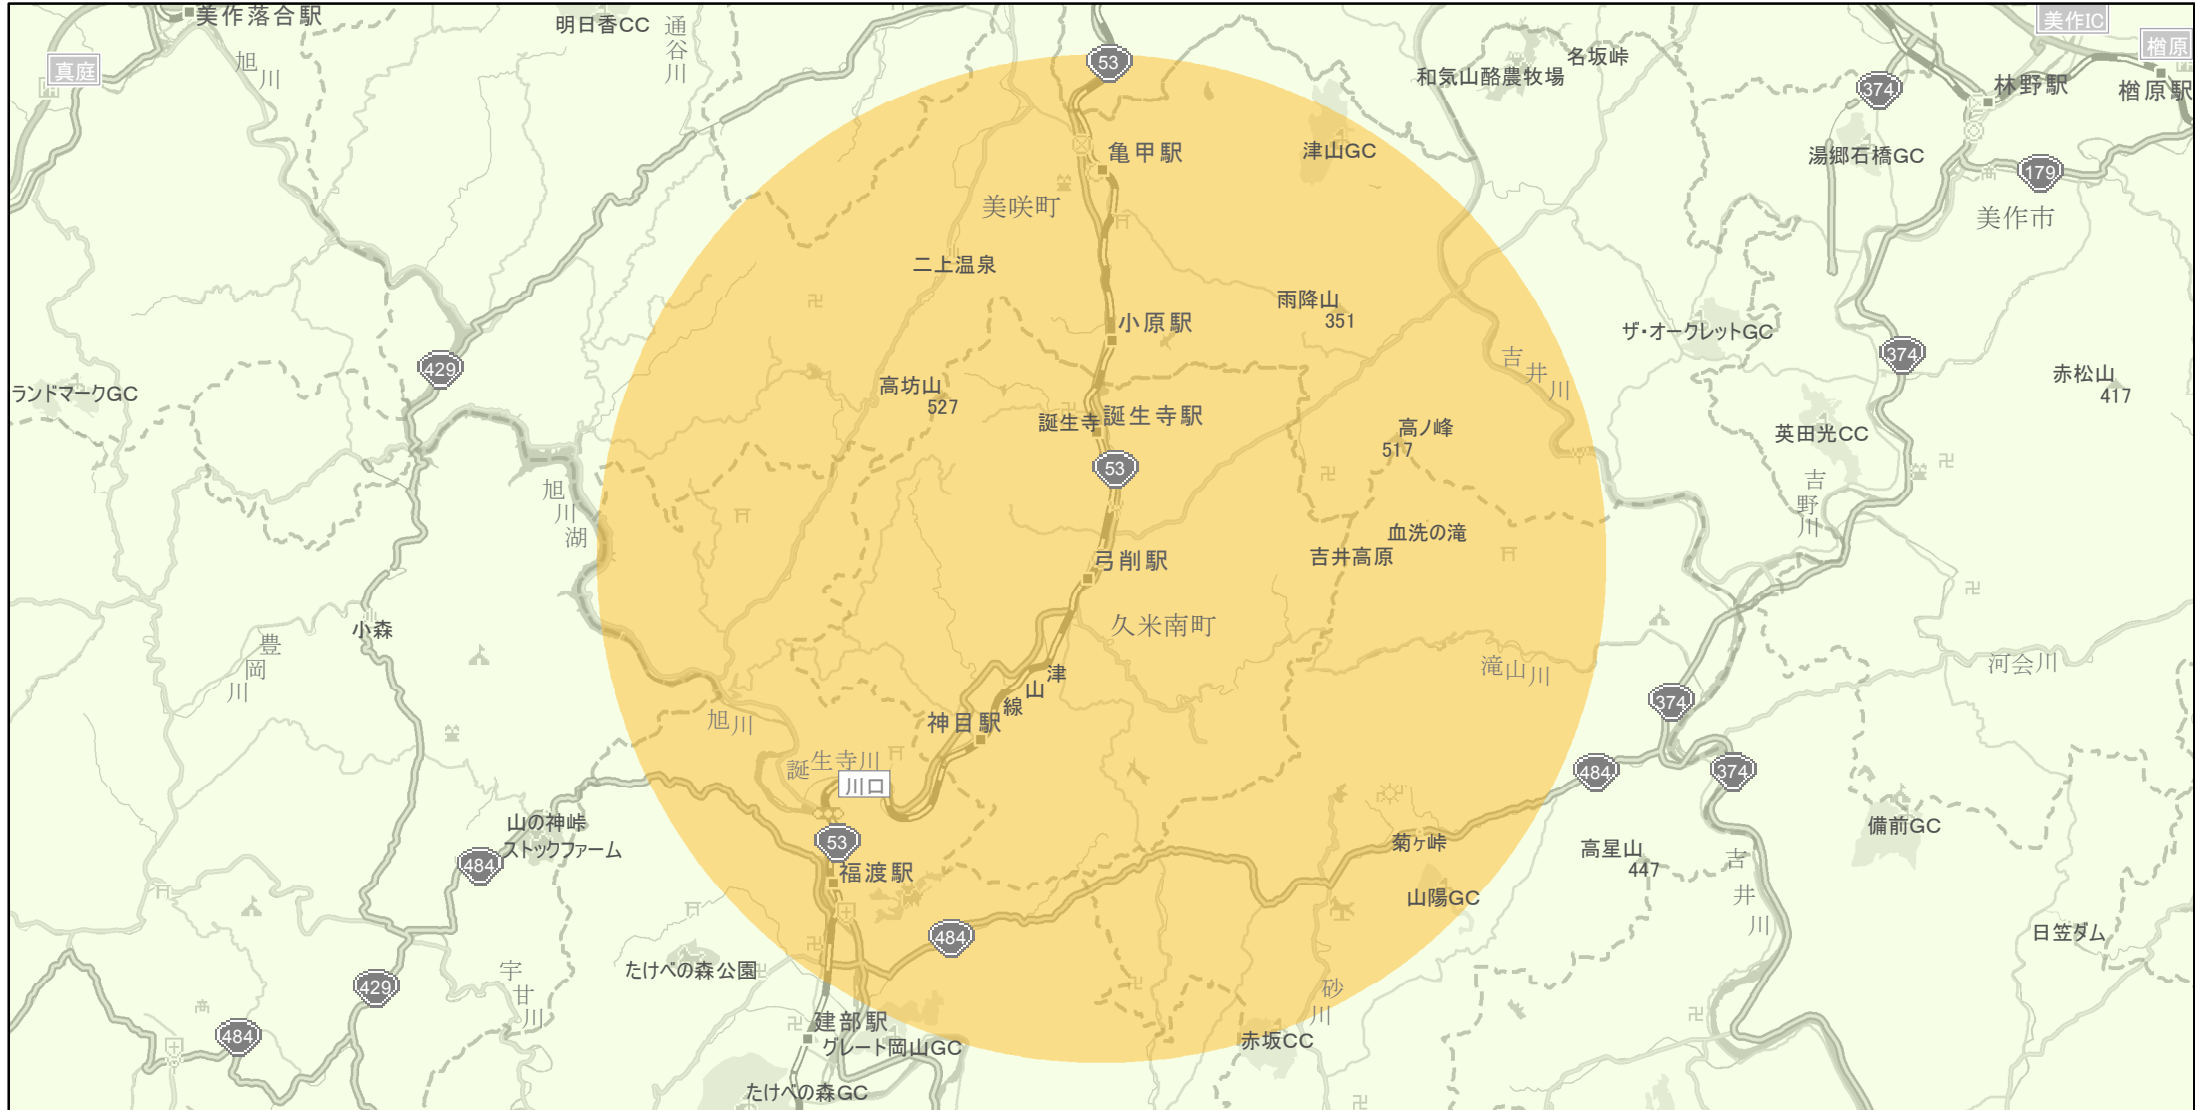 美作落合駅
真庭
旭川
明日香CC
通谷川
53
和気山酪農牧場
名坂峠
美作IC
楢原
374
林野駅
楢原駅
亀甲駅
津山GC
湯郷石橋GC
179
美咲町
美作市
二上温泉
雨降山
351
小原駅
ザ・オークレットGC
429
374
吉井川
ランドマークGC
高坊山
527
赤松山
417
誕生寺
誕生寺駅
高ノ峰
517
英田光CC
53
旭川湖
吉野川
血洗の滝
吉井高原
弓削駅
小森
久米南町
豊岡川
滝山川
河会川
津山線
374
旭川
神目駅
誕生寺川
川口
484
374
山の神峠
ストックファーム
53
菊ヶ峠
高星山
447
備前GC
484
福渡駅
山陽GC
吉井川
484
日笠ダム
たけべの森公園
宇甘川
429
砂川
484
建部駅
グレート岡山GC
赤坂CC
たけべの森GC